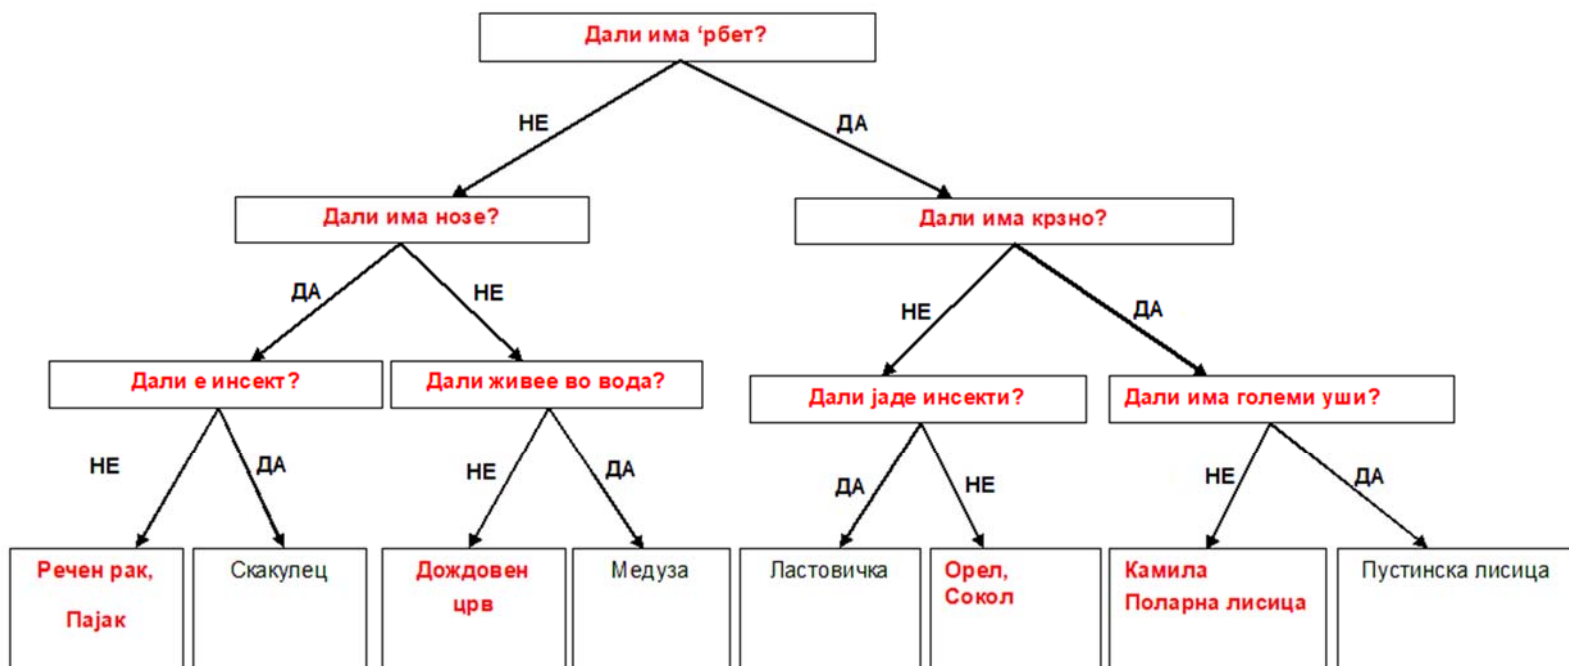 Дали има ‘рбет?
НЕ
ДА
Дали има нозе?
Дали има крзно?
ДА
НЕ
НЕ
ДА
Дали е инсект?
Дали живее во вода?
Дали јаде инсекти?
Дали има големи уши?
НЕ
ДА
НЕ
ДА
ДА
НЕ
НЕ
ДА
Речен рак,
Пајак
Скакулец
Дождовен
црв
Медуза
Ластовичка
Орел,
Сокол
Камила
Поларна лисица
Пустинска лисица